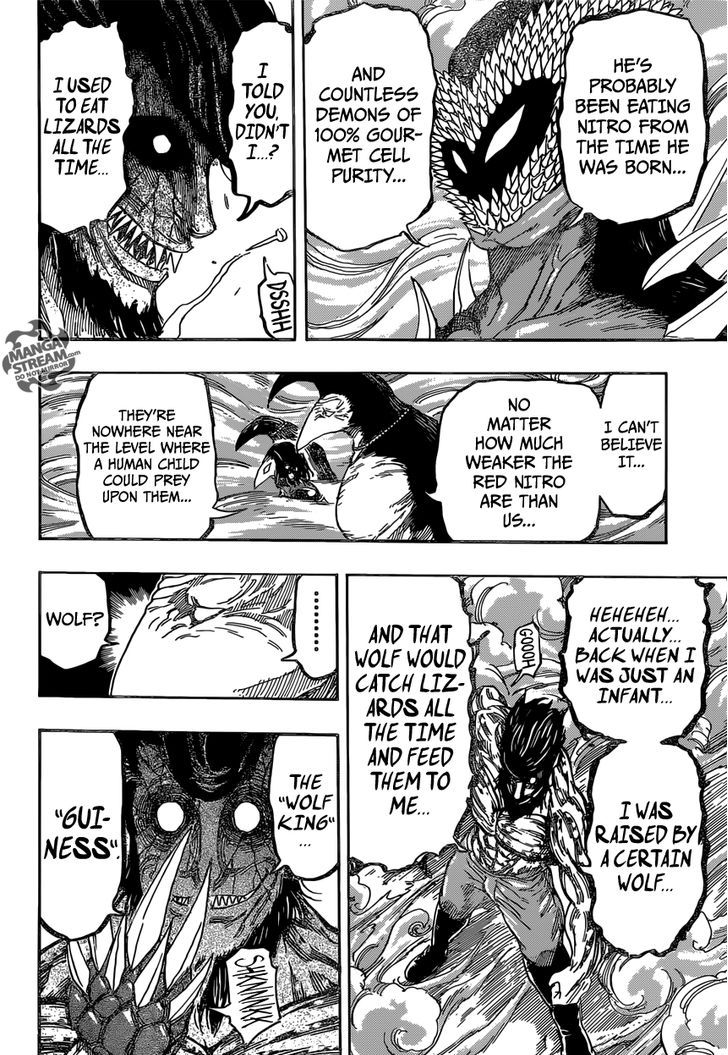 HE'S
PROBABLY
BEEN EATING
NITRO FROM
THE TIME HE
WAS BORN...
AND
COUNTLESS
DEMONS OF
100% GOUR-
MET CELL
PURITY...
I
TOLD
YOU,
DIDN'T
I...?
I USED
TO EAT
LIZARDS
ALL THE
TIME...
DSSHH
MANGA
STREAM.com
DO NOT MIRROR!
I CAN'T
BELIEVE
IT...
NO
MATTER
HOW MUCH
WEAKER THE
RED NITRO
ARE THAN
US...
THEY'RE
NOWHERE NEAR
THE LEVEL WHERE
A HUMAN CHILD
COULD PREY
UPON THEM...
HEHEHEH...
ACTUALLY...
BACK WHEN I
WAS JUST AN
INFANT...
GOOOH
I WAS
RAISED BY
A CERTAIN
WOLF...
AND THAT
WOLF WOULD
CATCH LIZ-
ARDS ALL
THE TIME
AND FEED
THEM TO
ME...
........
WOLF?
THE
"WOLF
KING"
...
"GUI-
NESS".